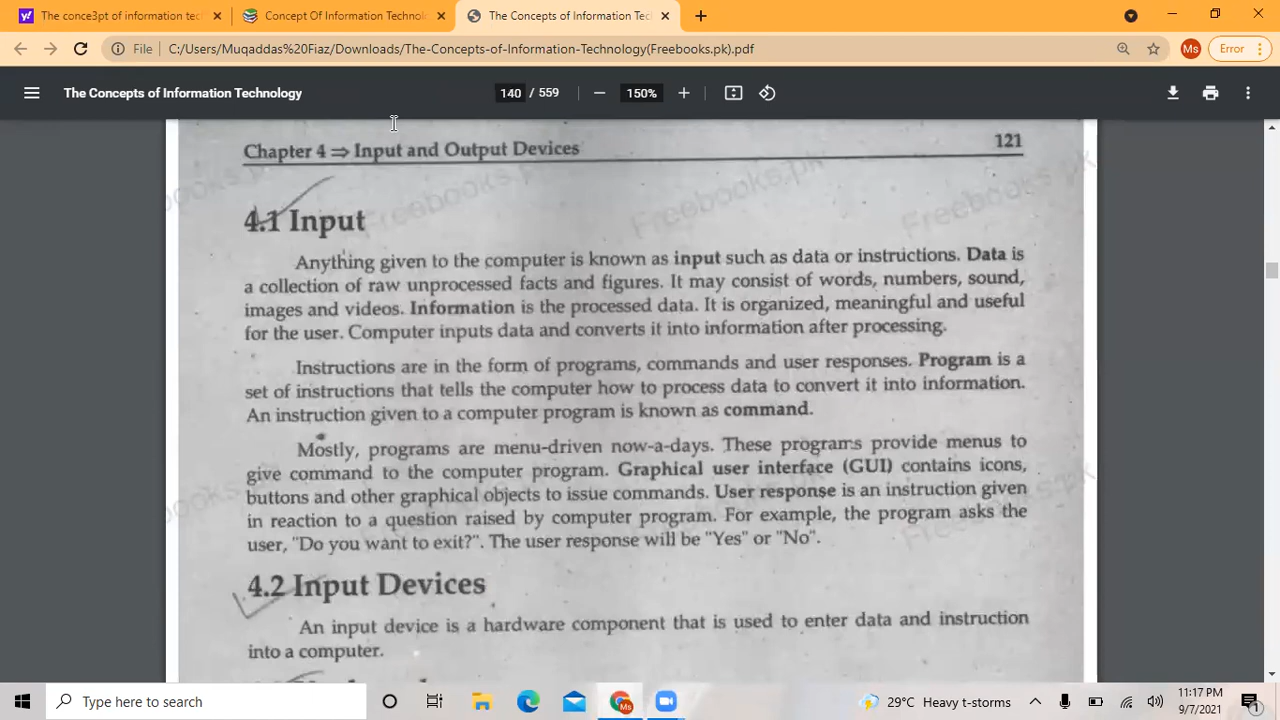 The conce3pt of information tech
Concept Of Information Technolo
The Concepts of Information Tec
File
C:/Users/Muqaddas%20Fiaz/Downloads/The-Concepts-of-Information-Technology(Freebooks.pk).pdf
Ms
Error
The Concepts of Information Technology
140 / 559
150%
Chapter 4 ⇒ Input and Output Devices 121
4.1 Input
Anything given to the computer is known as input such as data or instructions. Data is
a collection of raw unprocessed facts and figures. It may consist of words, numbers, sound,
images and videos. Information is the processed data. It is organized, meaningful and useful
for the user. Computer inputs data and converts it into information after processing.
Instructions are in the form of programs, commands and user responses. Program is a
set of instructions that tells the computer how to process data to convert it into information.
An instruction given to a computer program is known as command.
Mostly, programs are menu-driven now-a-days. These programs provide menus to
give command to the computer program. Graphical user interface (GUI) contains icons,
buttons and other graphical objects to issue commands. User response is an instruction given
in reaction to a question raised by computer program. For example, the program asks the
user, "Do you want to exit?". The user response will be "Yes" or "No".
4.2 Input Devices
An input device is a hardware component that is used to enter data and instruction
into a computer.
Freebooks.pk
Freebooks.pk
Freebooks.pk
Type here to search
29°C Heavy t-storms
11:17 PM
9/7/2021